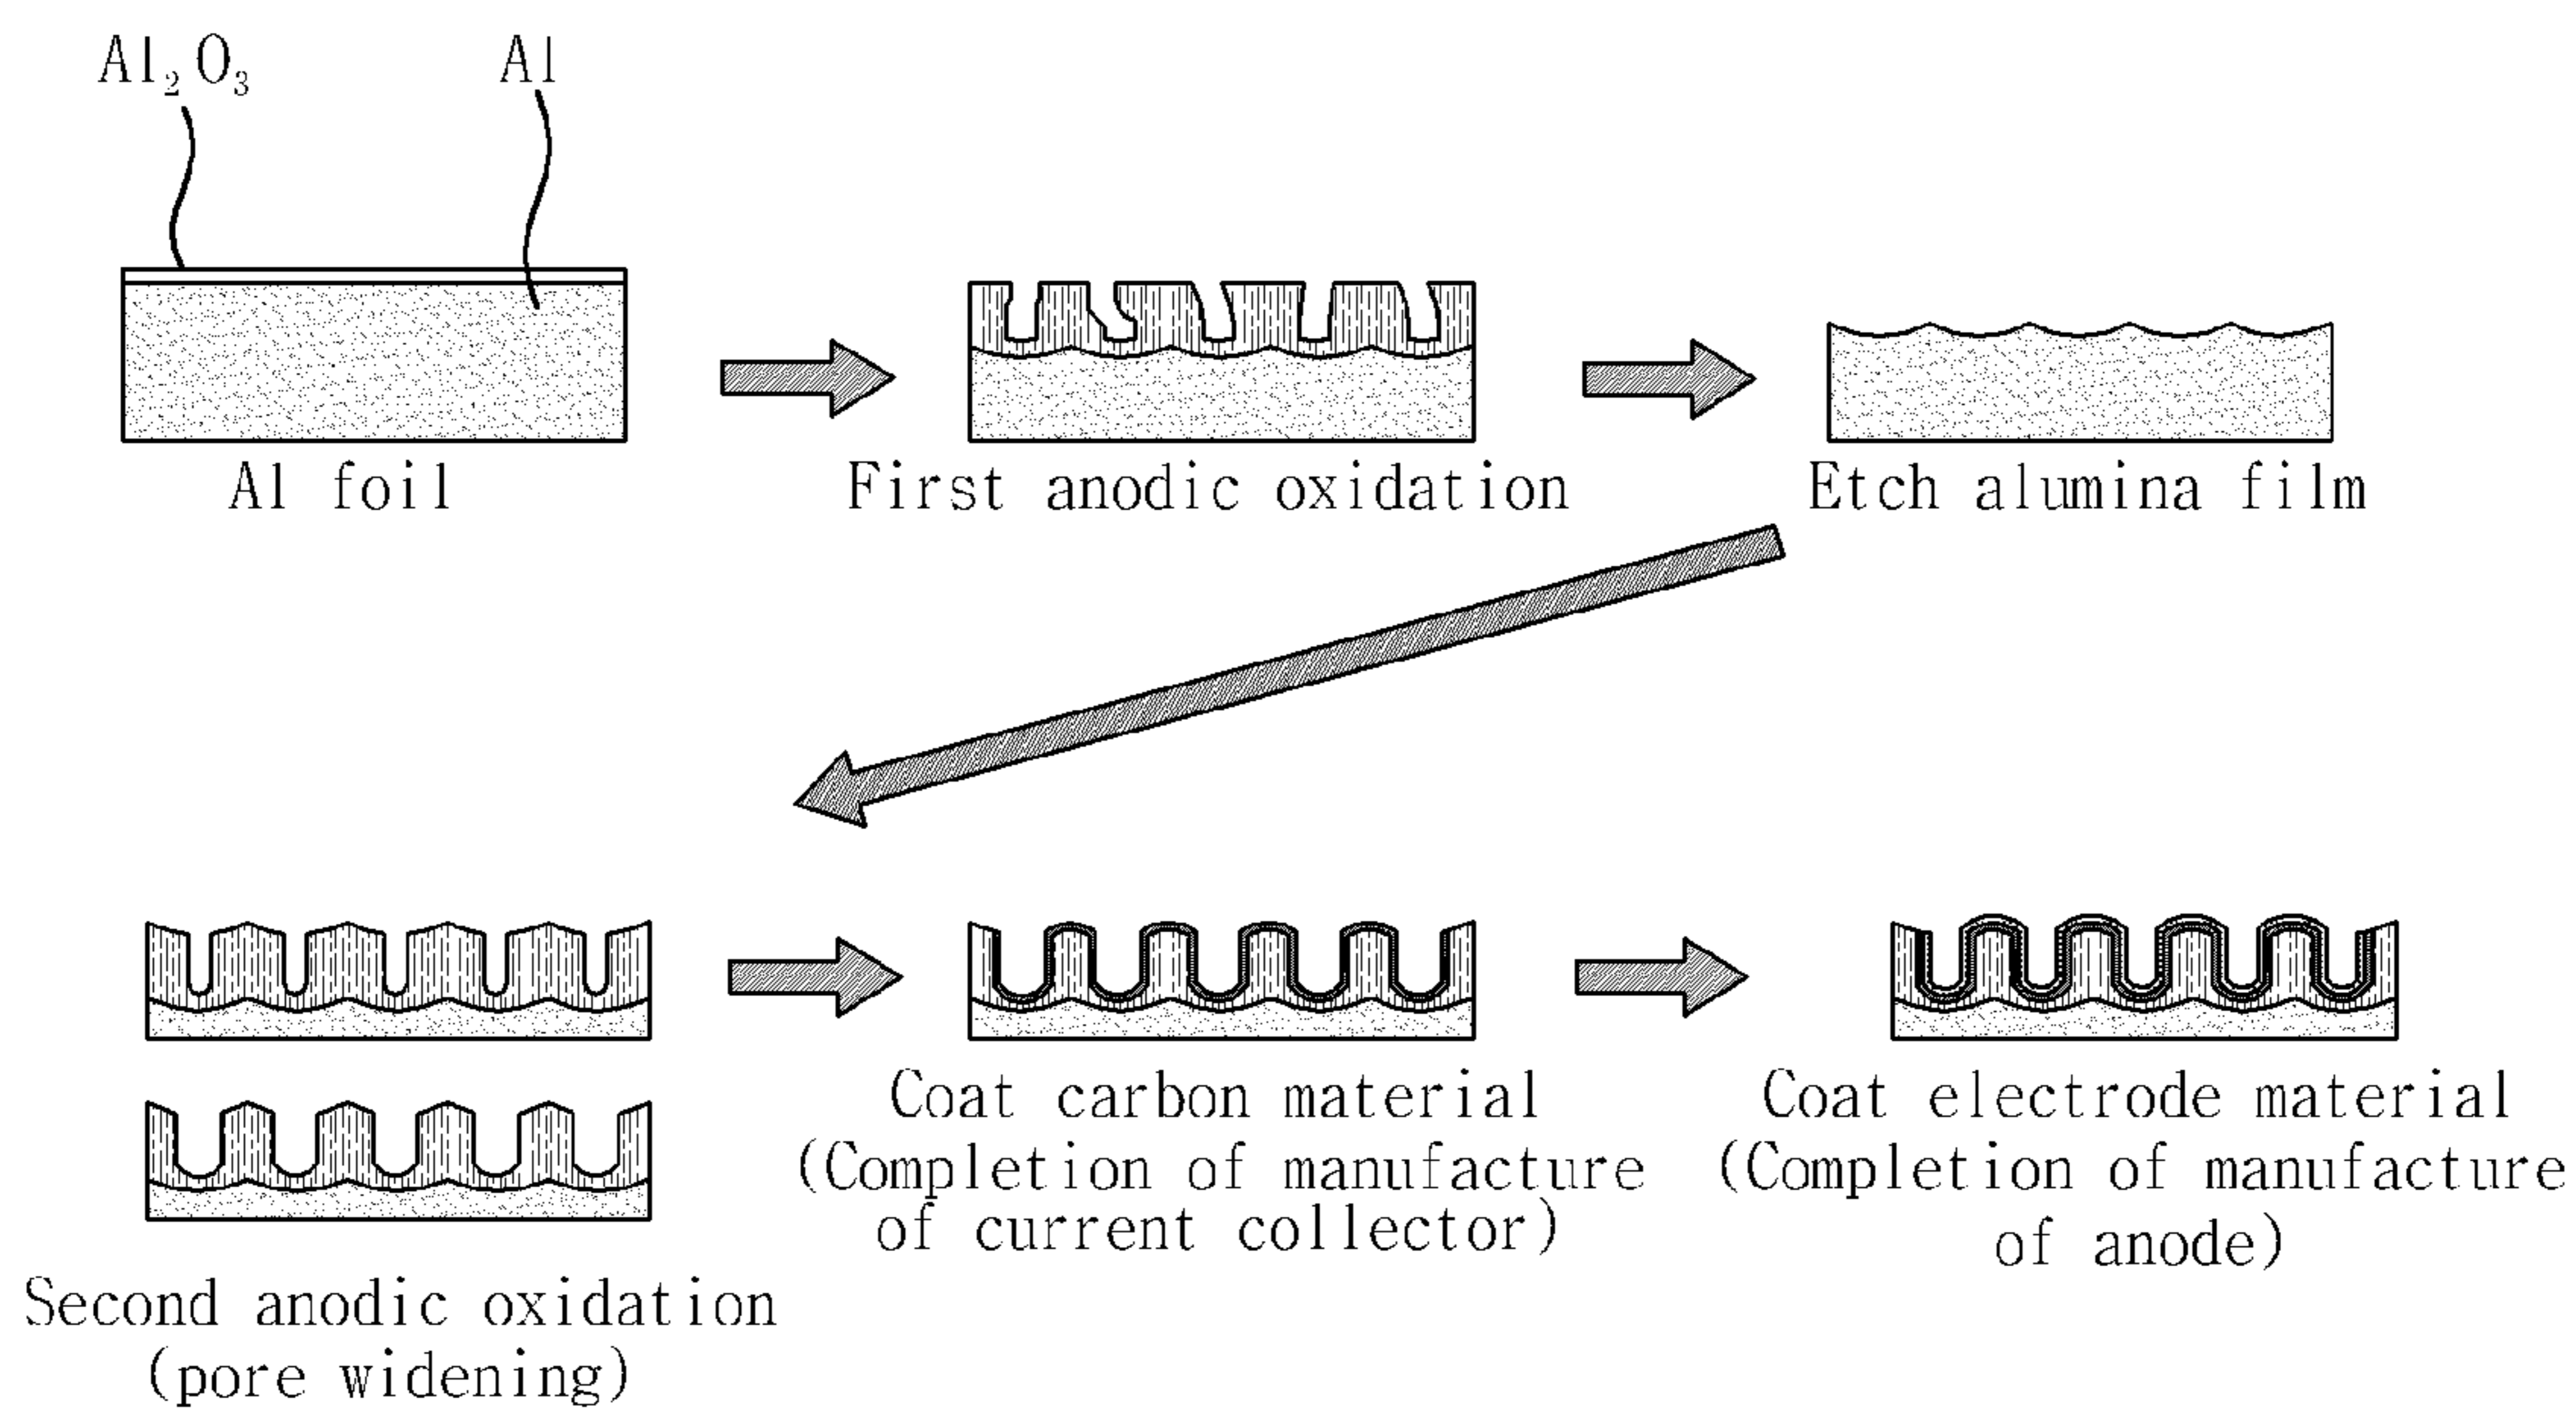 Al₂O₃
Al
Al foil
First anodic oxidation
Etch alumina film
Second anodic oxidation
(pore widening)
Coat carbon material
(Completion of manufacture
of current collector)
Coat electrode material
(Completion of manufacture
of anode)